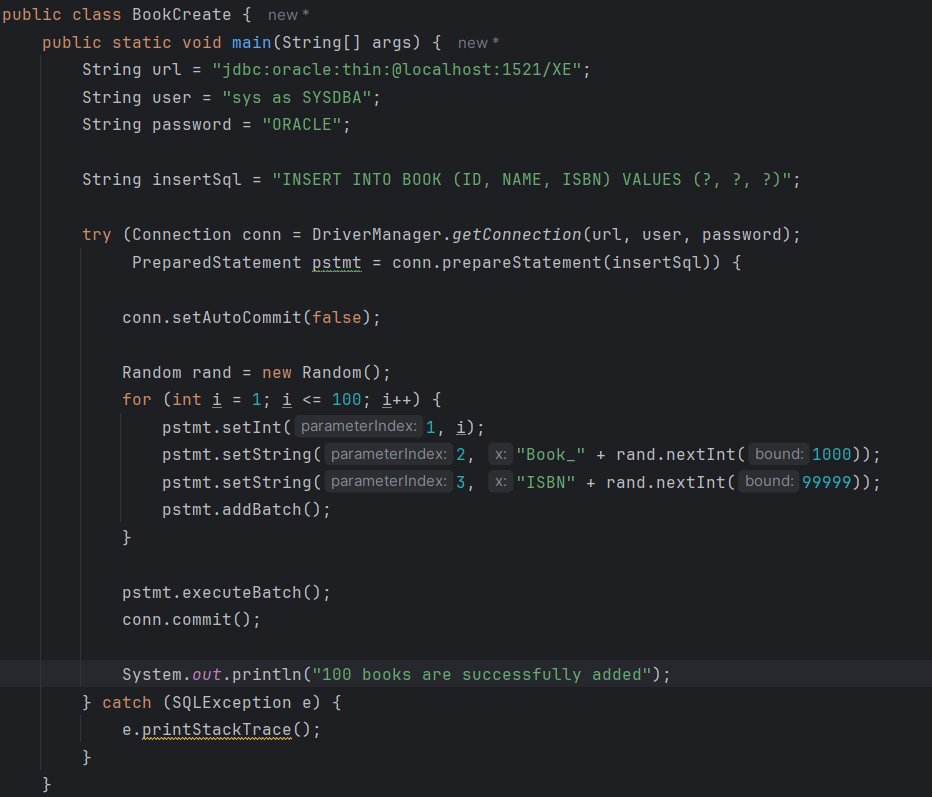 public class BookCreate {  new *
    public static void main(String[] args) {  new *
        String url = "jdbc:oracle:thin:@localhost:1521/XE";
        String user = "sys as SYSDBA";
        String password = "ORACLE";

        String insertSql = "INSERT INTO BOOK (ID, NAME, ISBN) VALUES (?, ?, ?)";

        try (Connection conn = DriverManager.getConnection(url, user, password);
             PreparedStatement pstmt = conn.prepareStatement(insertSql)) {

            conn.setAutoCommit(false);

            Random rand = new Random();
            for (int i = 1; i <= 100; i++) {
                pstmt.setInt( parameterIndex: 1, i);
                pstmt.setString( parameterIndex: 2,  x: "Book_" + rand.nextInt( bound: 1000));
                pstmt.setString( parameterIndex: 3,  x: "ISBN" + rand.nextInt( bound: 99999));
                pstmt.addBatch();
            }

            pstmt.executeBatch();
            conn.commit();

            System.out.println("100 books are successfully added");
        } catch (SQLException e) {
            e.printStackTrace();
        }
    }